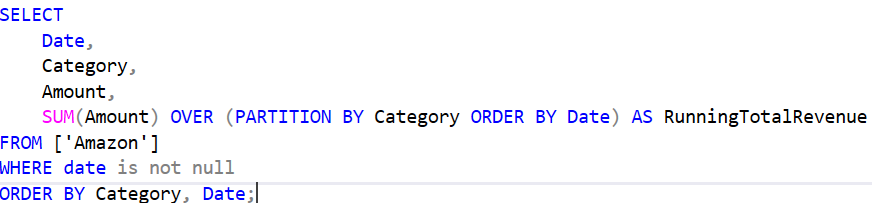 SELECT
Date,
Category,
Amount,
SUM(Amount) OVER (PARTITION BY Category ORDER BY Date) AS RunningTotalRevenue
FROM ['Amazon']
WHERE date is not null
ORDER BY Category, Date;